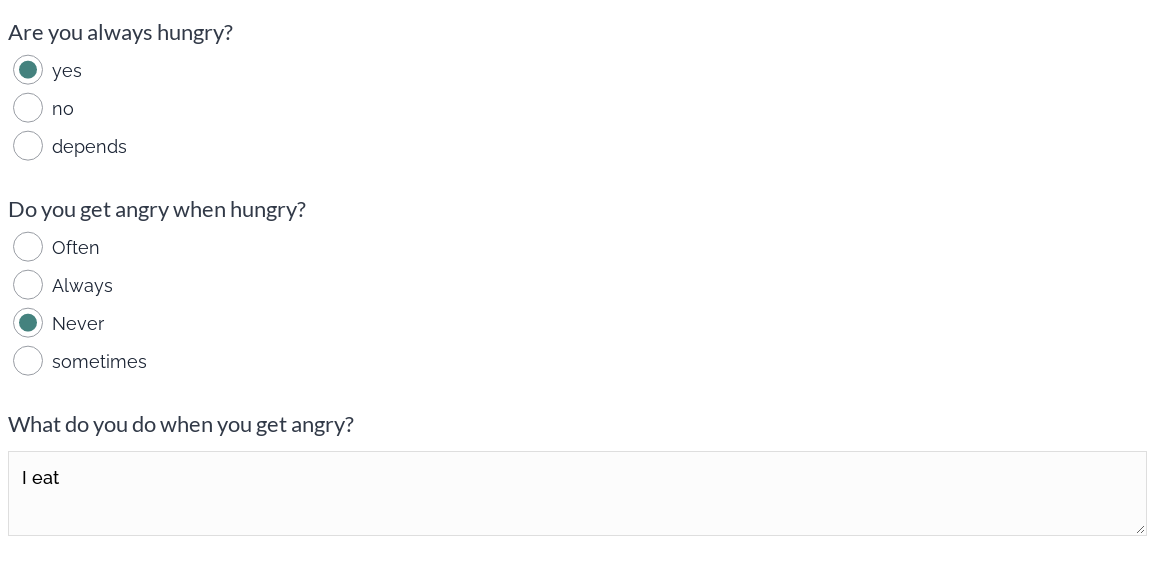 Are you always hungry?
yes
no
depends
Do you get angry when hungry?
Often
Always
Never
sometimes
What do you do when you get angry?
I eat